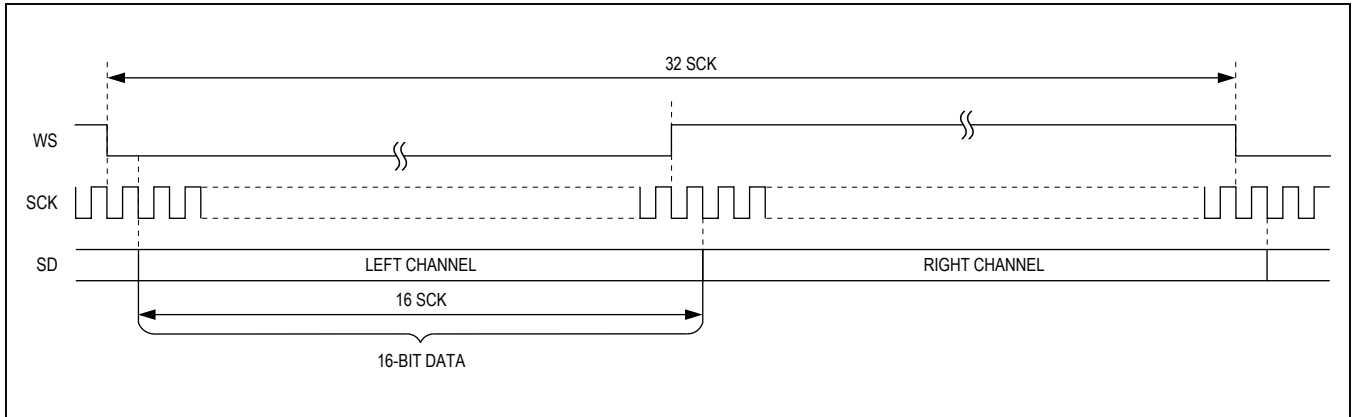 32 SCK
WS
SCK
SD
LEFT CHANNEL
RIGHT CHANNEL
16 SCK
16-BIT DATA